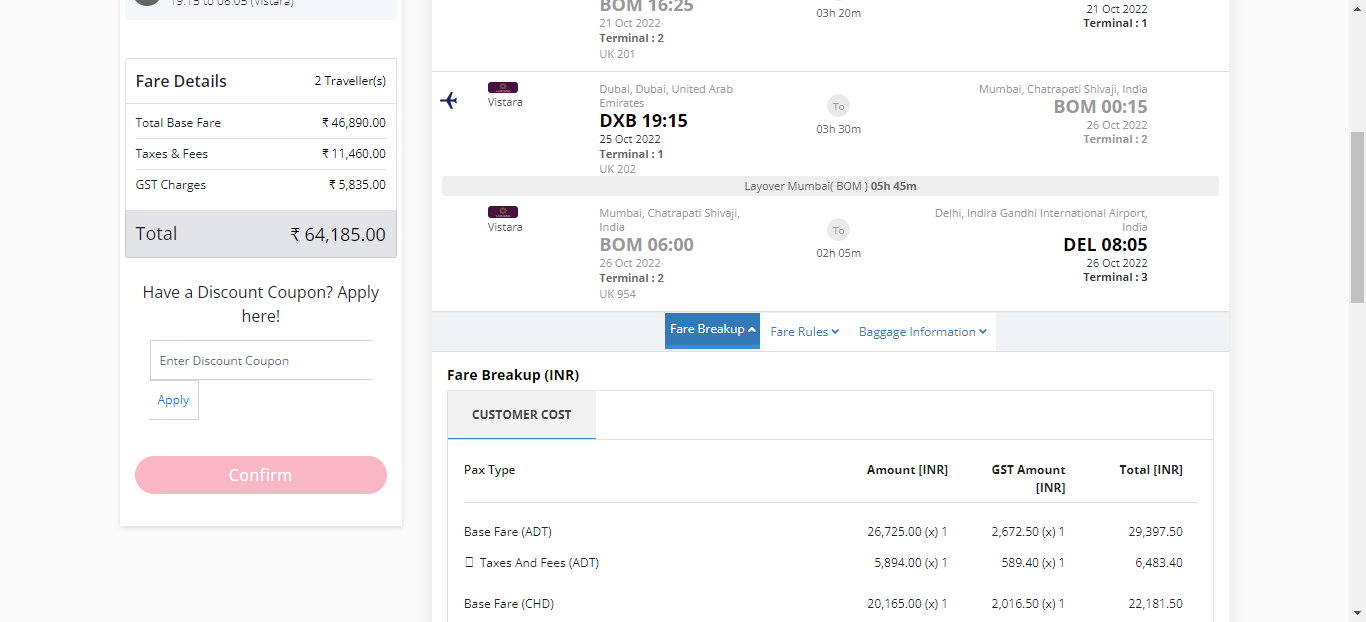 19:15 to 08:05 (Vistara)
Fare Details
2 Traveller(s)
Total Base Fare
₹ 46,890.00
Taxes & Fees
₹ 11,460.00
GST Charges
₹ 5,835.00
Total
₹ 64,185.00
Have a Discount Coupon? Apply
here!
Enter Discount Coupon
Apply
Confirm
BOM 16:25
21 Oct 2022
Terminal : 2
UK 201
03h 20m
21 Oct 2022
Terminal : 1
Vistara
Dubai, Dubai, United Arab
Emirates
DXB 19:15
25 Oct 2022
Terminal : 1
UK 202
To
03h 30m
Mumbai, Chatrapati Shivaji, India
BOM 00:15
26 Oct 2022
Terminal : 2
Layover Mumbai( BOM ) 05h 45m
Vistara
Mumbai, Chatrapati Shivaji,
India
BOM 06:00
26 Oct 2022
Terminal : 2
UK 954
To
02h 05m
Delhi, Indira Gandhi International Airport,
India
DEL 08:05
26 Oct 2022
Terminal : 3
Fare Breakup
Fare Rules
Baggage Information
Fare Breakup (INR)
CUSTOMER COST
Pax Type
Amount [INR]
GST Amount
[INR]
Total [INR]
Base Fare (ADT)
26,725.00 (x) 1
2,672.50 (x) 1
29,397.50
Taxes And Fees (ADT)
5,894.00 (x) 1
589.40 (x) 1
6,483.40
Base Fare (CHD)
20,165.00 (x) 1
2,016.50 (x) 1
22,181.50